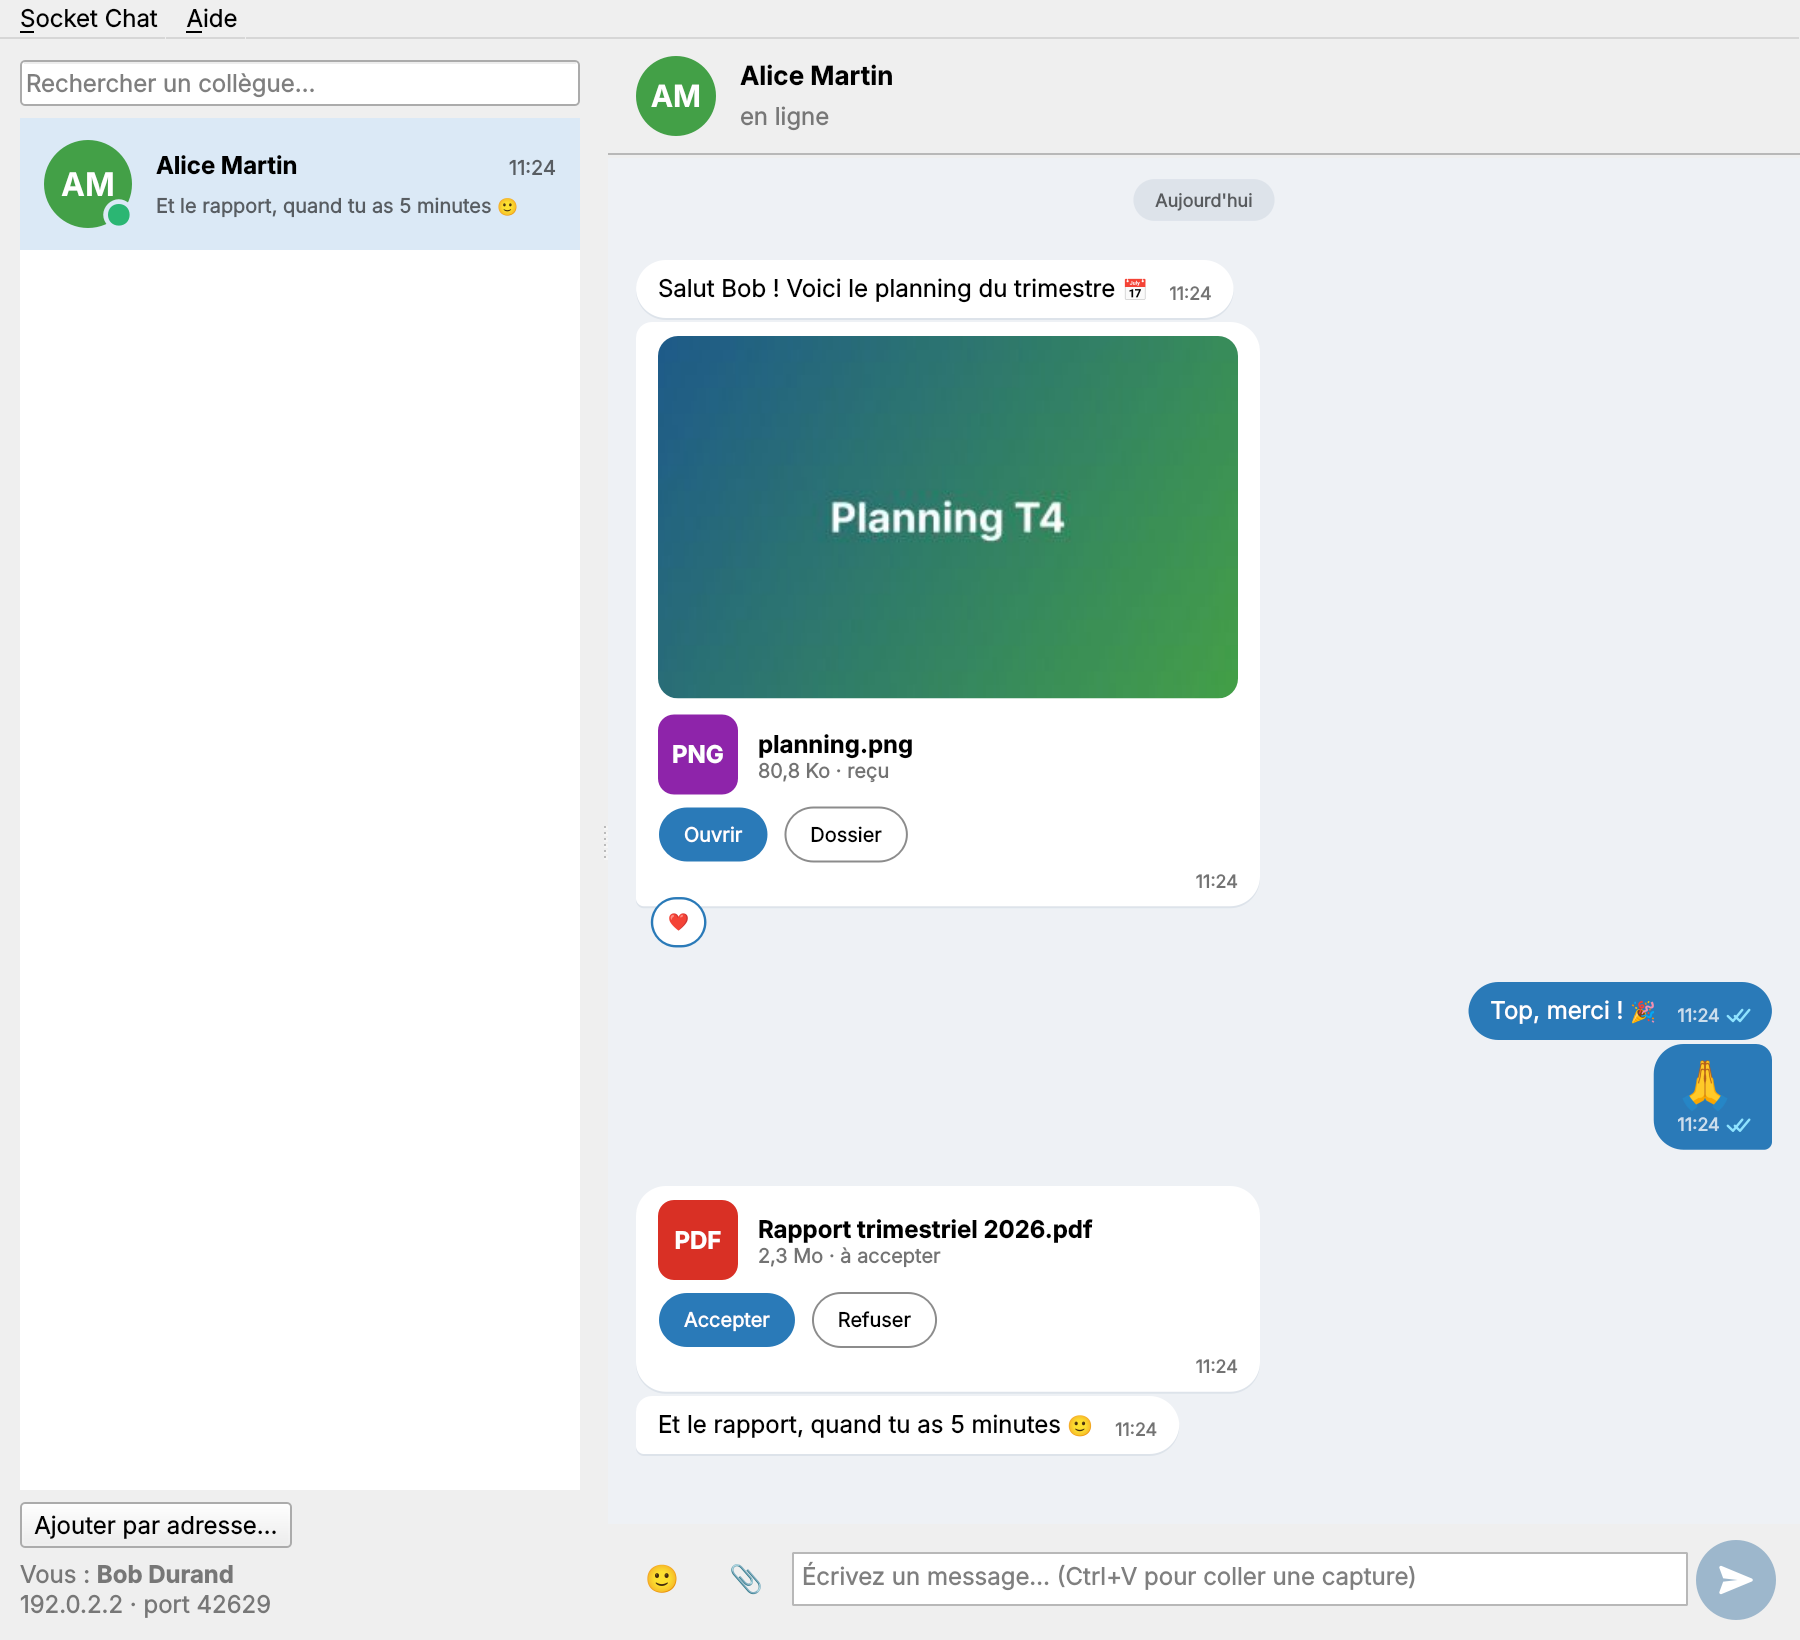 Socket Chat Aide
Rechercher un collègue...
AM
Alice Martin 11:24
Et le rapport, quand tu as 5 minutes 🙂
Ajouter par adresse...
Vous : Bob Durand
192.0.2.2 · port 42629
AM
Alice Martin
en ligne
Aujourd'hui
Salut Bob ! Voici le planning du trimestre 📅 11:24
Planning T4
PNG
planning.png
80,8 Ko · reçu
Ouvrir Dossier
11:24
❤️
Top, merci ! 🎉 11:24
🙏
11:24
PDF
Rapport trimestriel 2026.pdf
2,3 Mo · à accepter
Accepter Refuser
11:24
Et le rapport, quand tu as 5 minutes 🙂 11:24
Écrivez un message... (Ctrl+V pour coller une capture)